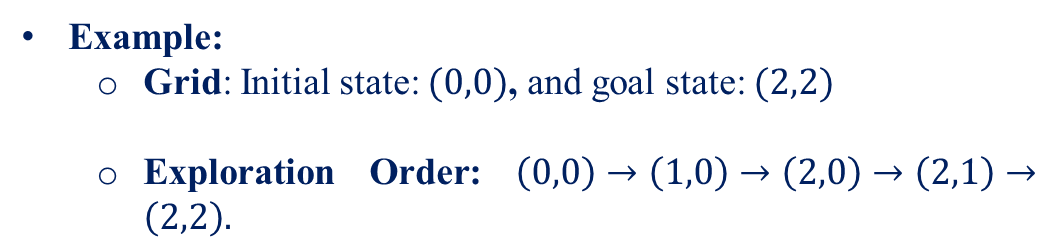 • Example:
o Grid: Initial state: (0,0), and goal state: (2,2)
o Exploration Order: (0,0) → (1,0) → (2,0) → (2,1) →
(2,2).